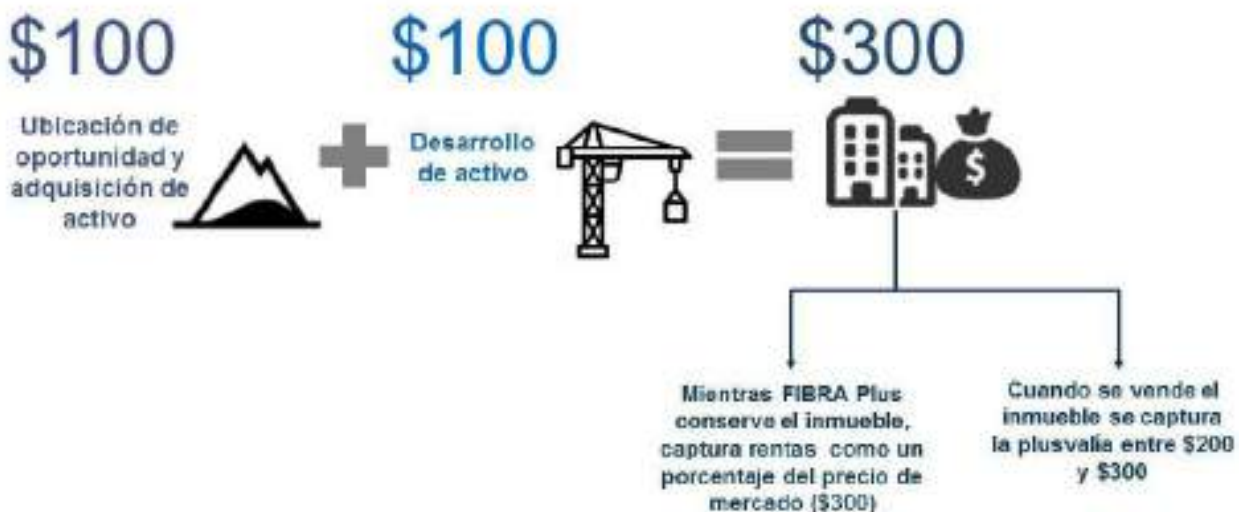 $100
Ubicación de
oportunidad y
adquisición de
activo
$100
Desarrollo
de activo
$300
$
Mientras FIBRA Plus
conserve el inmueble,
captura rentas como un
porcentaje del precio de
mercado ($300)
Cuando se vende el
inmueble se captura
la plusvalía entre $200
y $300